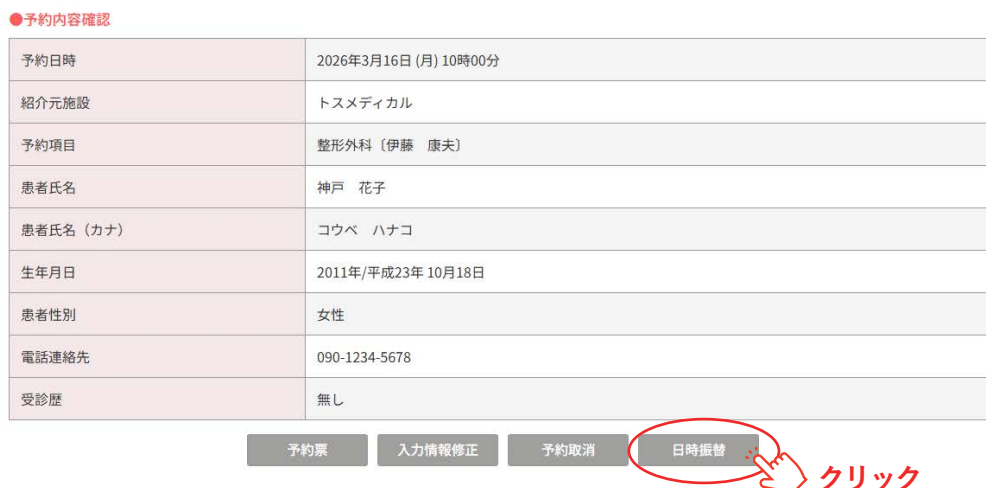 ●予約内容確認
予約日時 2026年3月16日 (月) 10時00分
紹介元施設 トスメディカル
予約項目 整形外科〔伊藤　康夫〕
患者氏名 神戸　花子
患者氏名（カナ） コウベ　ハナコ
生年月日 2011年/平成23年 10月18日
患者性別 女性
電話連絡先 090-1234-5678
受診歴 無し
予約票 入力情報修正 予約取消 日時振替
クリック